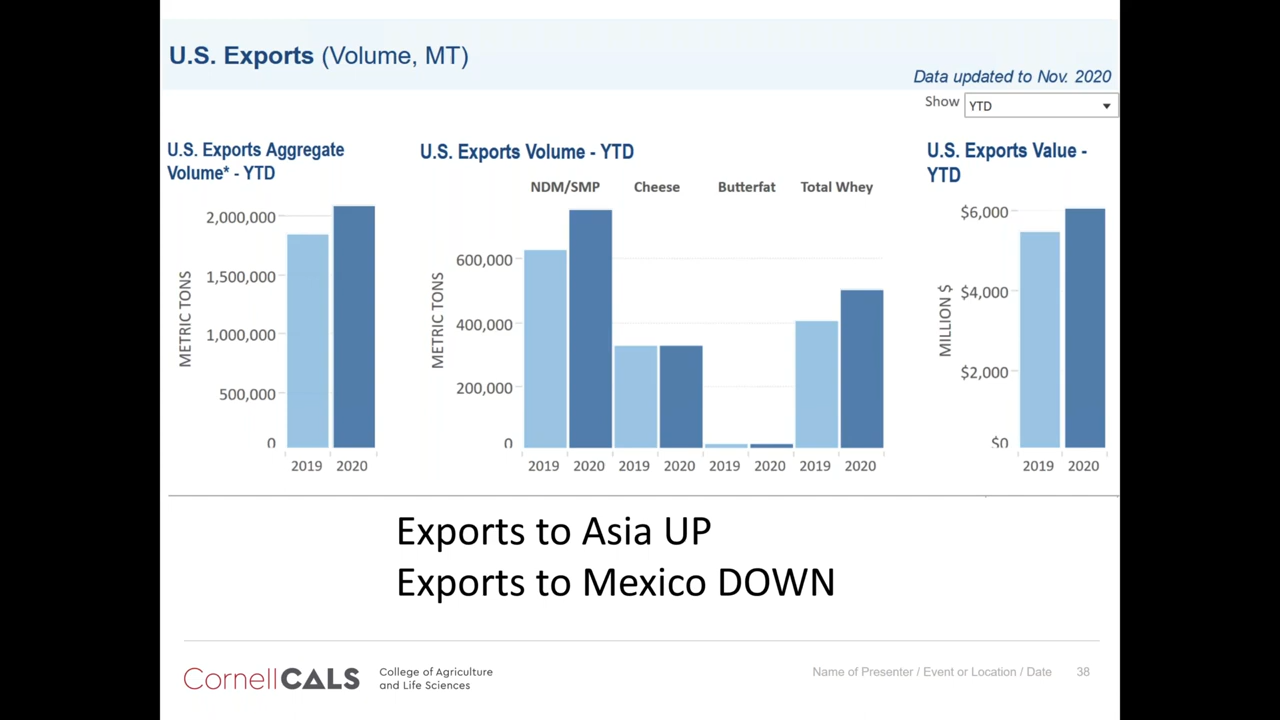 U.S. Exports (Volume, MT)
Data updated to Nov. 2020
Show YTD
U.S. Exports Aggregate
Volume* - YTD
METRIC TONS
2,000,000
1,500,000
1,000,000
500,000
0
2019 2020
U.S. Exports Volume - YTD
NDM/SMP Cheese Butterfat Total Whey
METRIC TONS
600,000
400,000
200,000
0
2019 2020 2019 2020 2019 2020 2019 2020
U.S. Exports Value -
YTD
MILLION $
$6,000
$4,000
$2,000
$0
2019 2020
Exports to Asia UP
Exports to Mexico DOWN
CornellCALS
College of Agriculture
and Life Sciences
Name of Presenter / Event or Location / Date 38